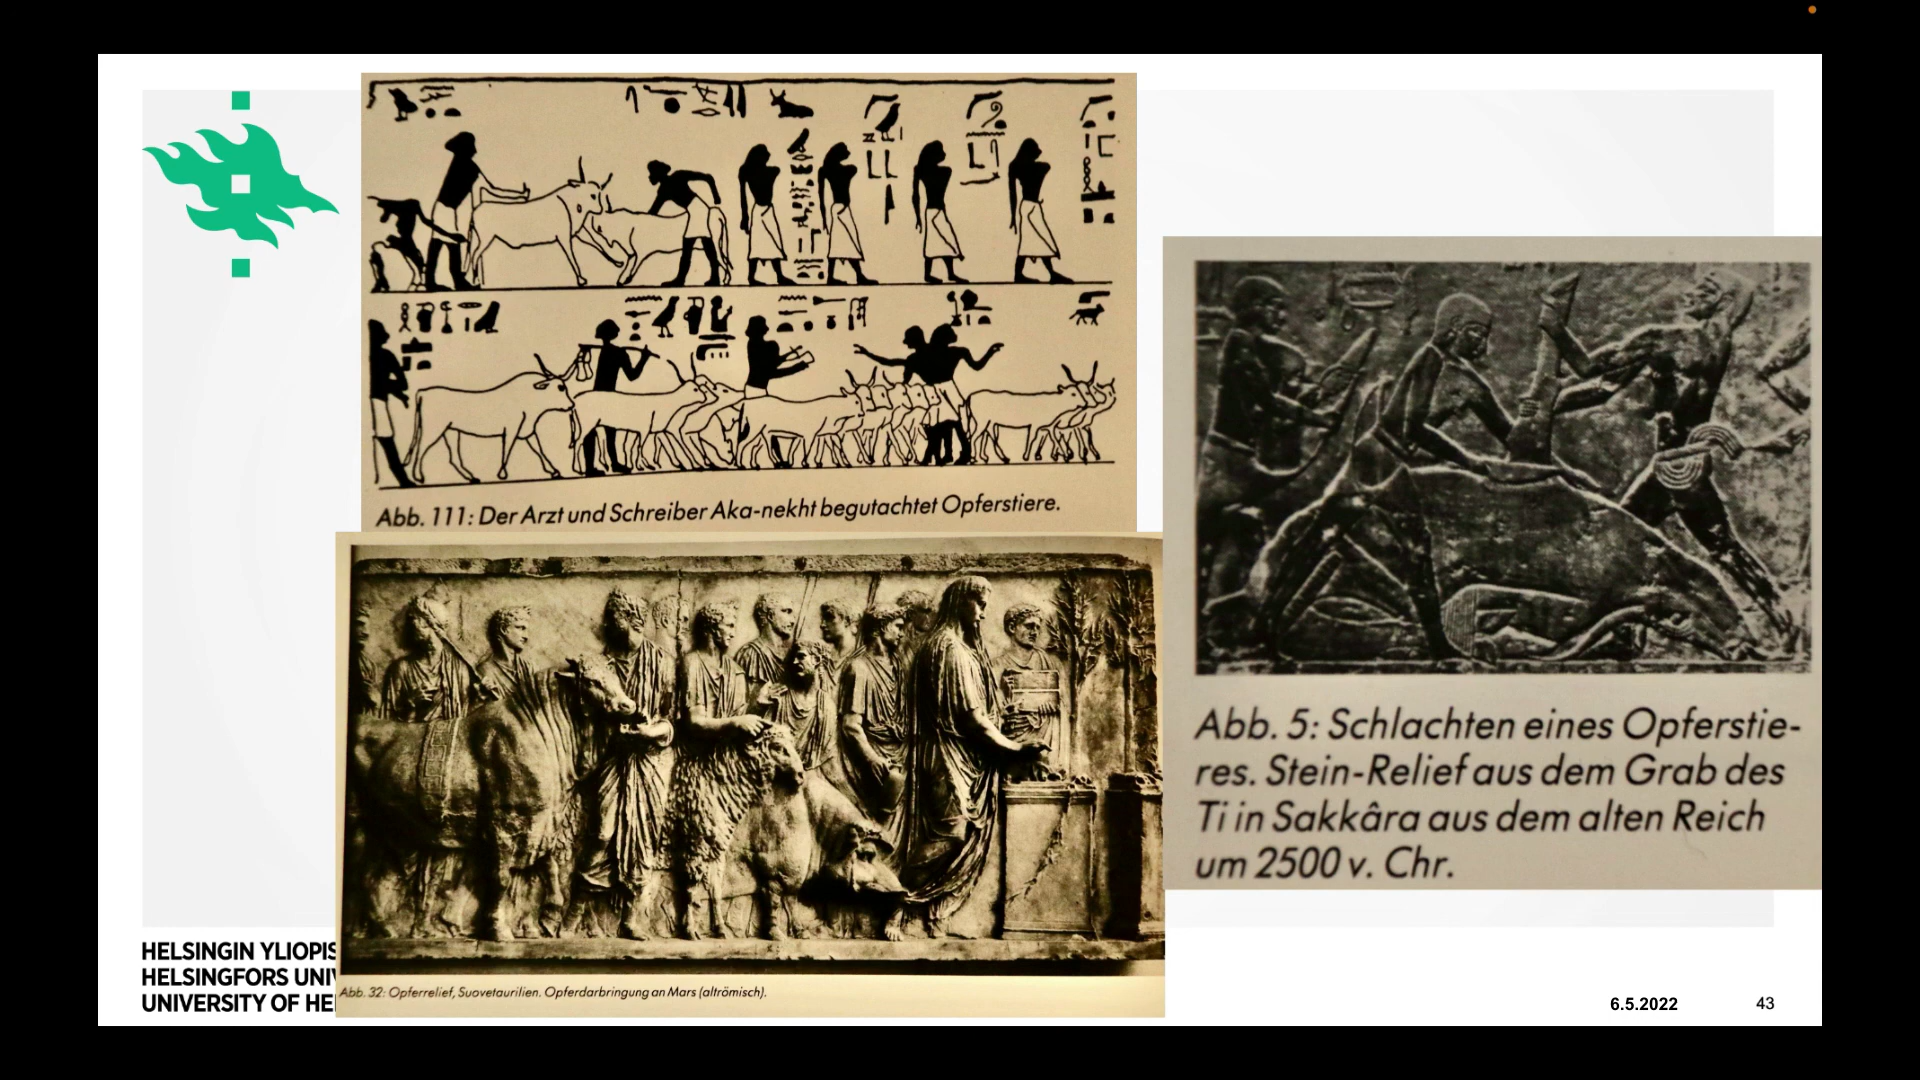 Abb. 111: Der Arzt und Schreiber Aka-nekht begutachtet Opferstiere.
Abb. 5: Schlachten eines Opferstie-
res. Stein-Relief aus dem Grab des
Ti in Sakkâra aus dem alten Reich
um 2500 v. Chr.
Abb. 32: Opferrelief, Suovetaurilien. Opferdarbringung an Mars (altrömisch).
HELSINGIN YLIOPIS
HELSINGFORS UNIV
UNIVERSITY OF HE
6.5.2022
43